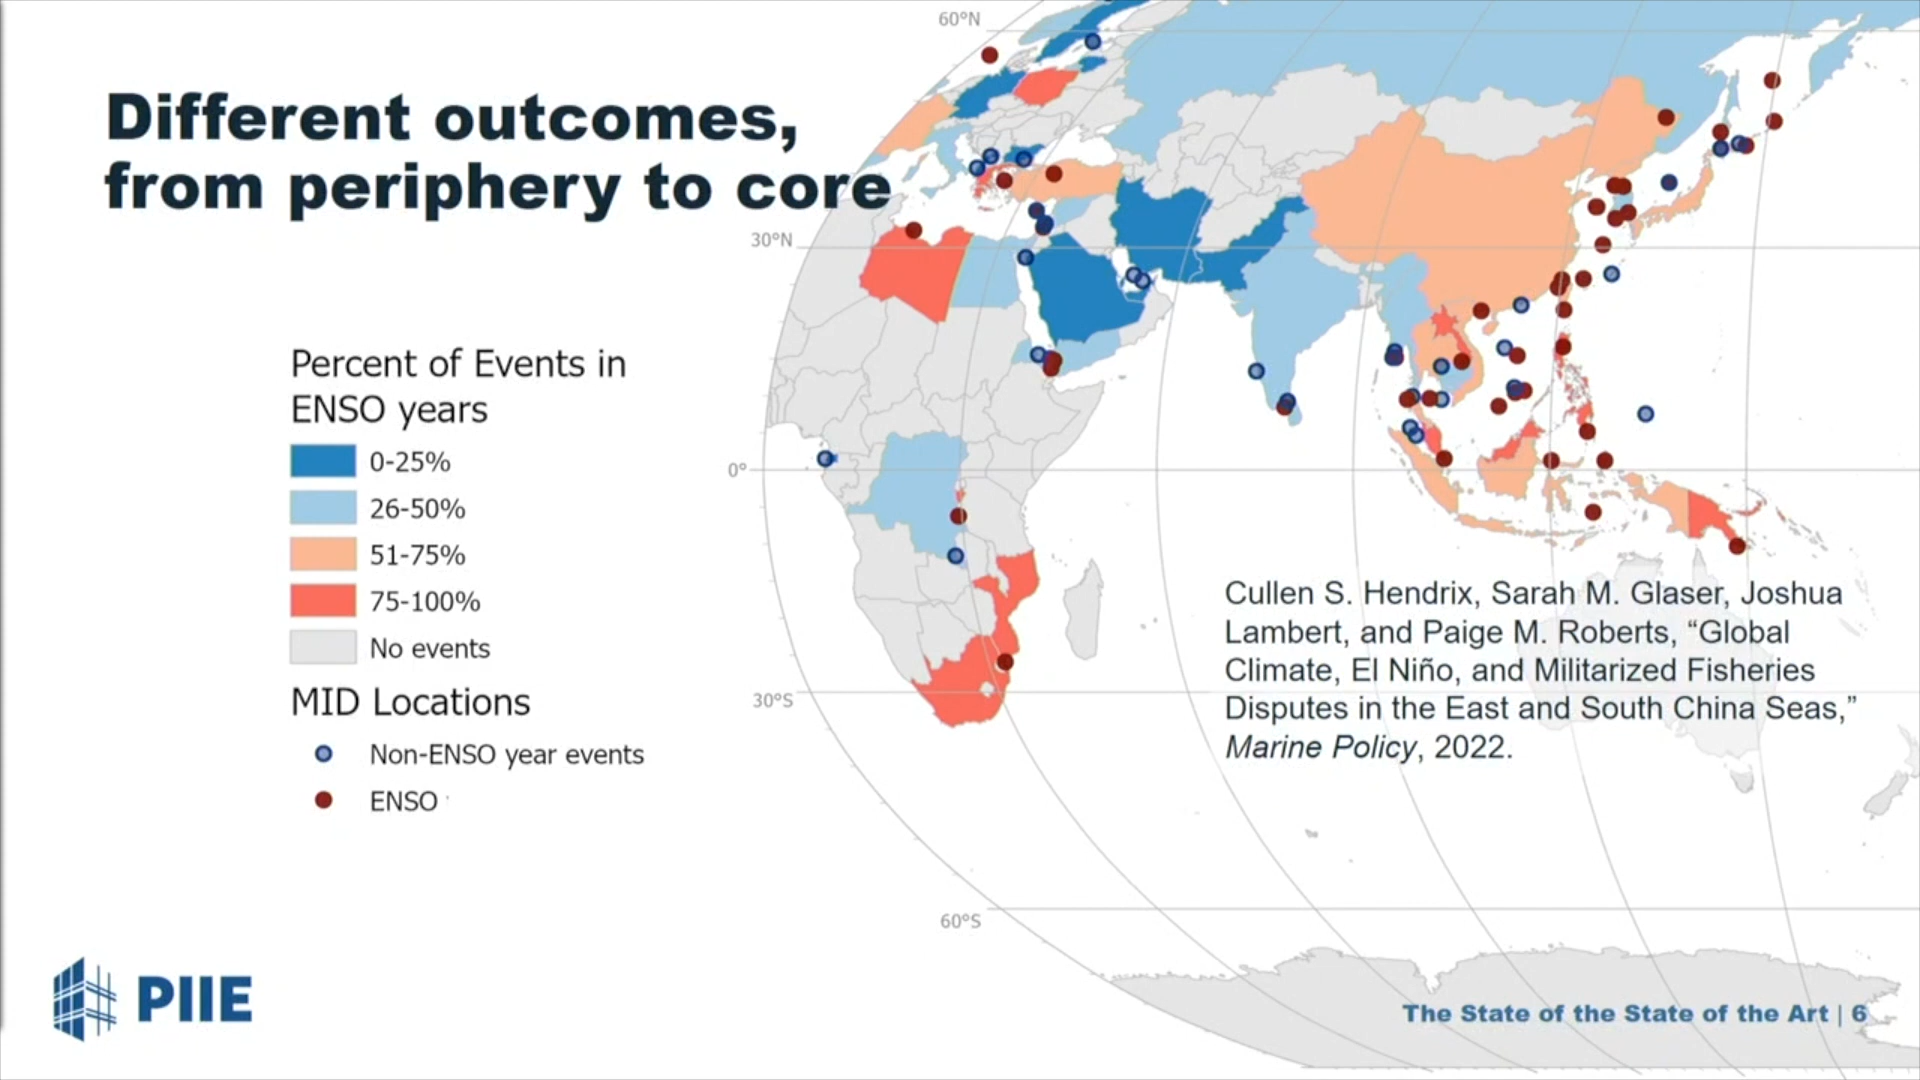 60°N
Different outcomes,
from periphery to core
30°N
Percent of Events in
ENSO years
0-25%
0°
26-50%
51-75%
75-100%
No events
MID Locations
30°S
Non-ENSO year events
ENSO
Cullen S. Hendrix, Sarah M. Glaser, Joshua
Lambert, and Paige M. Roberts, “Global
Climate, El Niño, and Militarized Fisheries
Disputes in the East and South China Seas,”
Marine Policy, 2022.
60°S
PIIE
The State of the State of the Art | 6